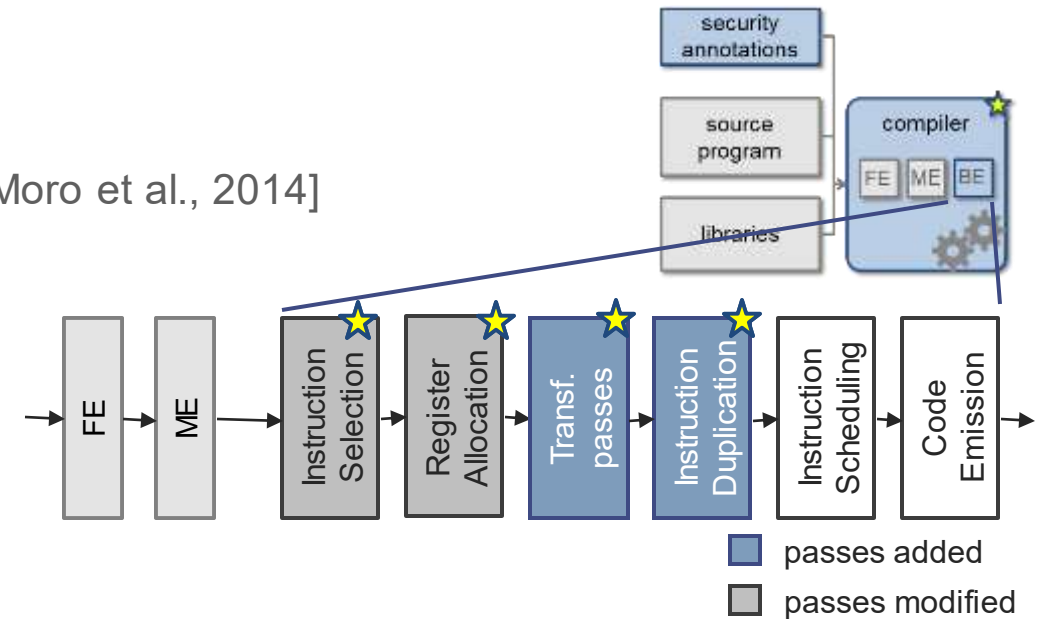 security
annotations
source
program
compiler
FE ME BE
libraries
Moro et al., 2014]
FE
ME
Instruction
Selection
Register
Allocation
Transf.
passes
Instruction
Duplication
Instruction
Scheduling
Code
Emission
passes added
passes modified